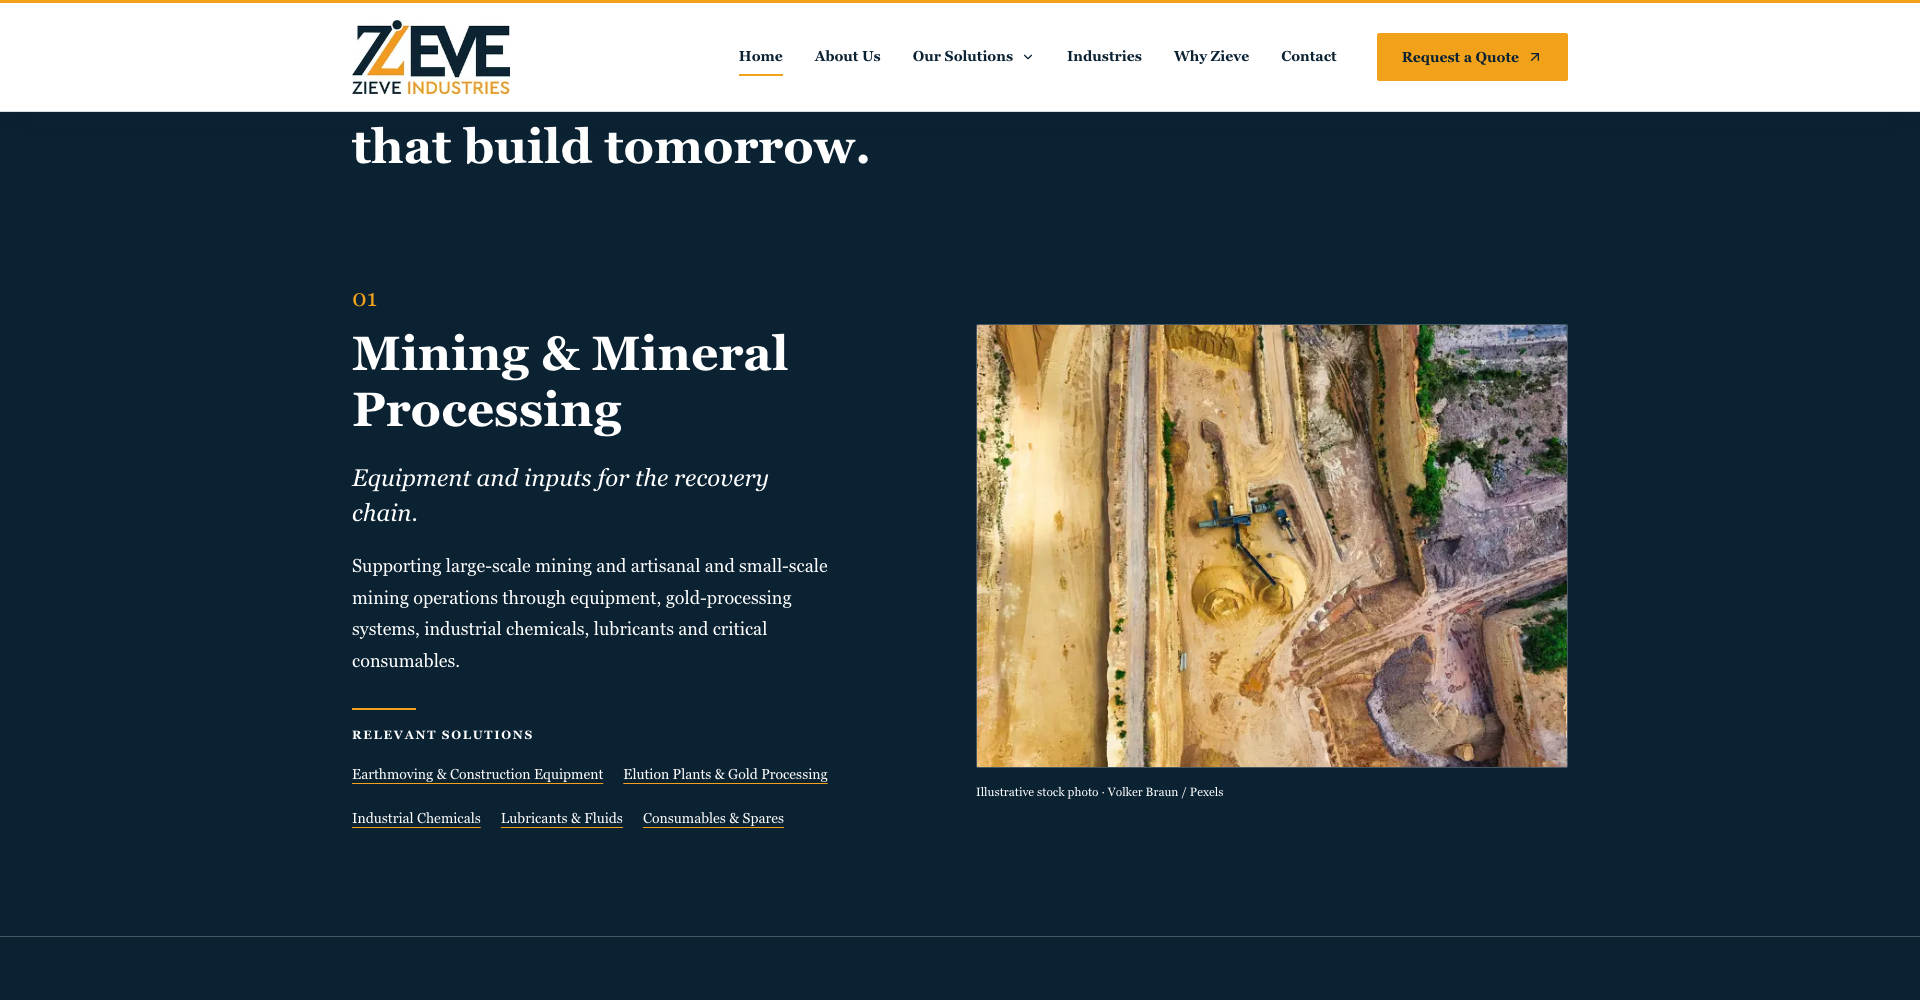 ZIEVE
ZIEVE INDUSTRIES
Home
About Us
Our Solutions
Industries
Why Zieve
Contact
Request a Quote
that build tomorrow.
01
Mining & Mineral
Processing
Equipment and inputs for the recovery
chain.
Supporting large-scale mining and artisanal and small-scale
mining operations through equipment, gold-processing
systems, industrial chemicals, lubricants and critical
consumables.
RELEVANT SOLUTIONS
Earthmoving & Construction Equipment
Elution Plants & Gold Processing
Industrial Chemicals
Lubricants & Fluids
Consumables & Spares
Illustrative stock photo · Volker Braun / Pexels